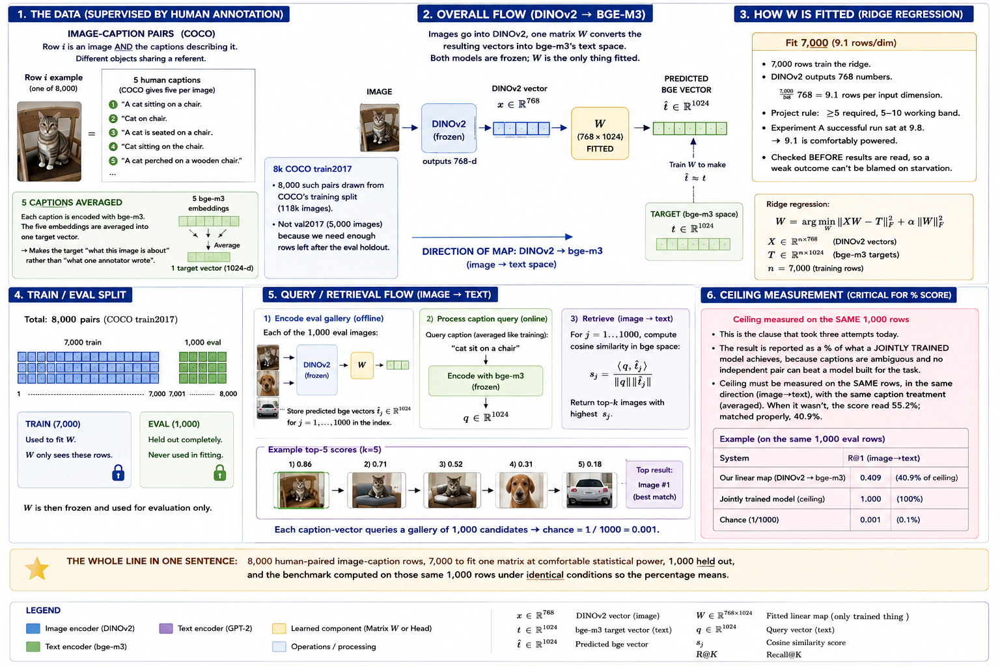 1. THE DATA (SUPERVISED BY HUMAN ANNOTATION)
IMAGE-CAPTION PAIRS (COCO)
Row i is an image AND the captions describing it.
Different objects sharing a referent.
Row i example
(one of 8,000)
=
5 human captions
(COCO gives five per image)
1 "A cat sitting on a chair.
2 "Cat on chair.
3 "A cat is seated on a chair.
4 "Cat sitting on the chair.
5 "A cat perched on a wooden chair."
...
5 CAPTIONS AVERAGED
Each caption is encoded with bge-m3.
The five embeddings are averaged into
one target vector.
→ Makes the target "what this image is about"
rather than "what one annotator wrote".
5 bge-m3
embeddings
Average
1 target vector (1024-d)
8k COCO train2017
• 8,000 such pairs drawn from
COCO's training split
(118k images).
• Not val2017 (5,000 images)
because we need enough
rows left after the eval holdout.
2. OVERALL FLOW (DINOv2 → BGE-M3)
Images go into DINOv2, one matrix W converts the
resulting vectors into bge-m3's text space.
Both models are frozen; W is the only thing fitted.
IMAGE
DINOv2
(frozen)
outputs 768-d
DINOv2 vector
x ∈ ℝ^768
W
(768 × 1024)
FITTED
PREDICTED
BGE VECTOR
t̂ ∈ ℝ^1024
Train W to make
t̂ ≈ t
TARGET (bge-m3 space)
t ∈ ℝ^1024
DIRECTION OF MAP: DINOv2 → bge-m3
(image → text space)
3. HOW W IS FITTED (RIDGE REGRESSION)
Fit 7,000 (9.1 rows/dim)
• 7,000 rows train the ridge.
• DINOv2 outputs 768 numbers.
7,000 768 = 9.1 rows per input dimension.
• Project rule: ≥5 required, 5–10 working band.
• Experiment A successful run sat at 9.8.
→ 9.1 is comfortably powered.
• Checked BEFORE results are read, so a
weak outcome can't be blamed on starvation.
Ridge regression:
W = arg min_W ‖XW − T‖²_F + α ‖W‖²_F
X ∈ ℝ^n×768 (DINOv2 vectors)
T ∈ ℝ^n×1024 (bge-m3 targets)
n = 7,000 (training rows)
4. TRAIN / EVAL SPLIT
Total: 8,000 pairs (COCO train2017)
7,000 train 1,000 eval
1 7,000 7,001 8,000
TRAIN (7,000)
Used to fit W.
W only sees these rows.
EVAL (1,000)
Held out completely.
Never used in fitting.
W is then frozen and used for evaluation only.
5. QUERY / RETRIEVAL FLOW (IMAGE → TEXT)
1) Encode eval gallery (offline)
Each of the 1,000 eval images:
DINOv2
(frozen)
W
Store predicted bge vectors t̂_j ∈ ℝ^1024
for j = 1, . . . , 1000 in the index.
2) Process caption query (online)
Query caption (averaged like training):
"cat sit on a chair"
Encode with bge-m3
(frozen)
q ∈ ℝ^1024
3) Retrieve (image → text)
For j = 1 . . , 1000, compute
cosine similarity in bge space:
s_j = ⟨ q, t̂_j ⟩ / ‖q‖ ‖t̂_j‖
Return top-k images with
highest s_j.
Example top-5 scores (k=5)
1) 0.86 2) 0.71 3) 0.52 4) 0.31 5) 0.18
Top result:
Image #1
(best match)
Each caption-vector queries a gallery of 1,000 candidates → chance = 1 / 1000 = 0.001.
6. CEILING MEASUREMENT (CRITICAL FOR % SCORE)
Ceiling measured on the SAME 1,000 rows
• This is the clause that took three attempts today.
• The result is reported as a % of what a JOINTLY TRAINED
model achieves, because captions are ambiguous and no
independent pair can beat a model built for the task.
• Ceiling must be measured on the SAME rows, in the same
direction (image→text), with the same caption treatment
(averaged). When it wasn't, the score read 55.2%;
matched properly, 40.9%.
Example (on the same 1,000 eval rows)
System R@1 (image→text)
Our linear map (DINOv2 → bge-m3) 0.409 (40.9% of ceiling)
Jointly trained model (ceiling) 1.000 (100%)
Chance (1/1000) 0.001 (0.1%)
THE WHOLE LINE IN ONE SENTENCE: 8,000 human-paired image-caption rows, 7,000 to fit one matrix at comfortable statistical power, 1,000 held out,
and the benchmark computed on those same 1,000 rows under identical conditions so the percentage means.
LEGEND
Image encoder (DINOv2)
Text encoder (GPT-2)
Learned component (Matrix W or Head)
Text encoder (bge-m3)
Operations / processing
x ∈ ℝ^768 DINOv2 vector (image)
t ∈ ℝ^1024 bge-m3 target vector (text)
t̂ ∈ ℝ^1024 Predicted bge vector
W ∈ ℝ^768×1024 Fitted linear map (only trained thing )
q ∈ ℝ^1024 Query vector (text)
s_j Cosine similarity score
R@K Recall@K